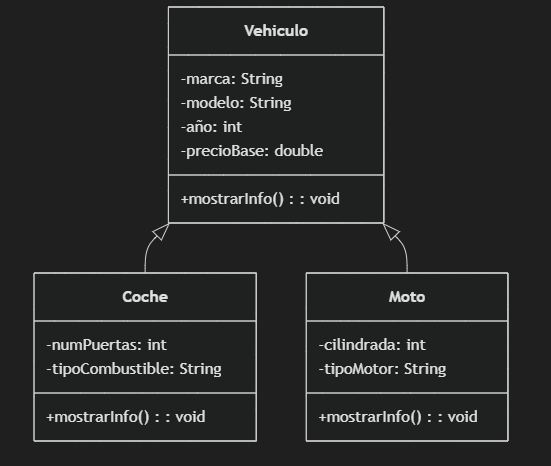 Vehiculo
-marca: String
-modelo: String
-año: int
-precioBase: double
+mostrarInfo() : : void
Coche
-numPuertas: int
-tipoCombustible: String
+mostrarInfo() : : void
Moto
-cilindrada: int
-tipoMotor: String
+mostrarInfo() : : void